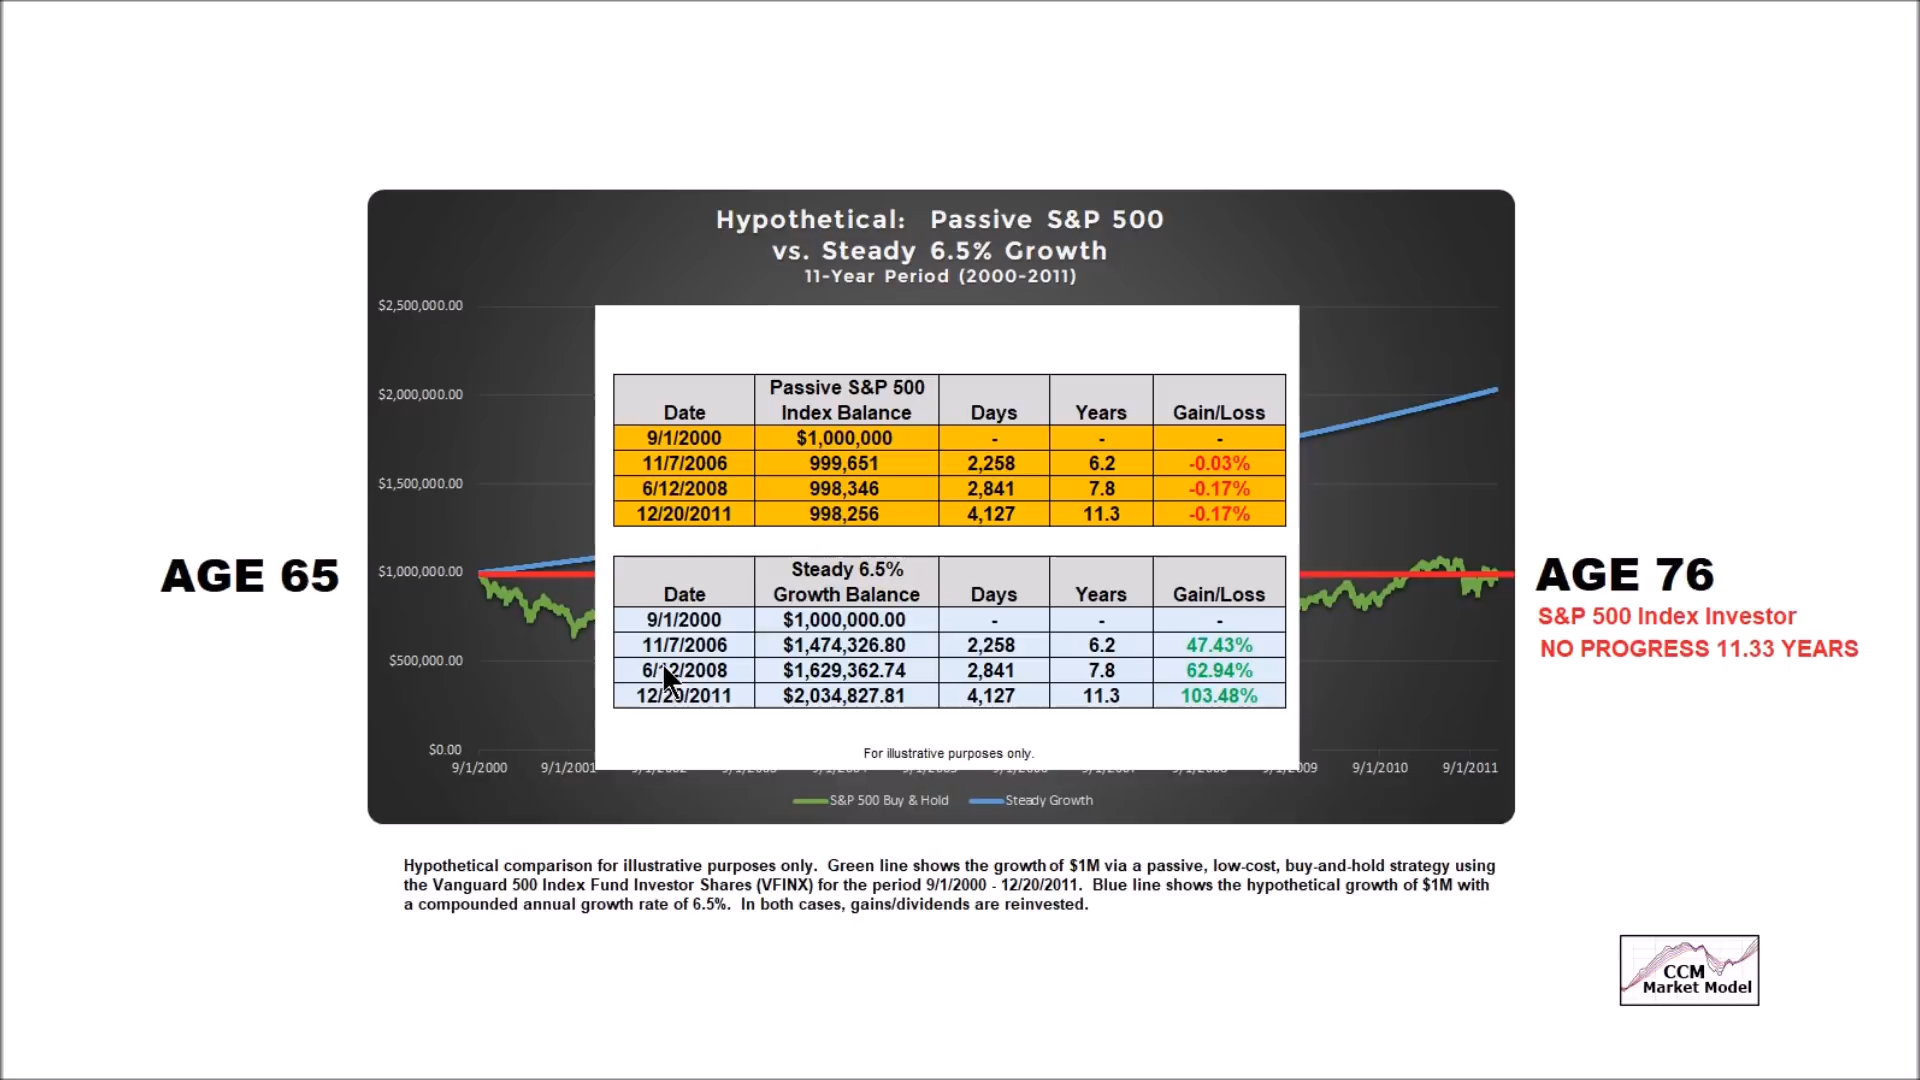 Hypothetical: Passive S&P 500
vs. Steady 6.5% Growth
11-Year Period (2000-2011)
$2,500,000.00
$2,000,000.00
$1,500,000.00
$1,000,000.00
$500,000.00
$0.00
Date Passive S&P 500 Index Balance Days Years Gain/Loss
9/1/2000 $1,000,000 - - -
11/7/2006 999,651 2,258 6.2 -0.03%
6/12/2008 998,346 2,841 7.8 -0.17%
12/20/2011 998,256 4,127 11.3 -0.17%
Date Steady 6.5% Growth Balance Days Years Gain/Loss
9/1/2000 $1,000,000.00 - - -
11/7/2006 $1,474,326.80 2,258 6.2 47.43%
6/12/2008 $1,629,362.74 2,841 7.8 62.94%
12/20/2011 $2,034,827.81 4,127 11.3 103.48%
For illustrative purposes only.
AGE 65
AGE 76
S&P 500 Index Investor
NO PROGRESS 11.33 YEARS
9/1/2000 9/1/2001 9/1/2010 9/1/2011
S&P 500 Buy & Hold Steady Growth
Hypothetical comparison for illustrative purposes only. Green line shows the growth of $1M via a passive, low-cost, buy-and-hold strategy using
the Vanguard 500 Index Fund Investor Shares (VFINX) for the period 9/1/2000 - 12/20/2011. Blue line shows the hypothetical growth of $1M with
a compounded annual growth rate of 6.5%. In both cases, gains/dividends are reinvested.
CCM
Market Model